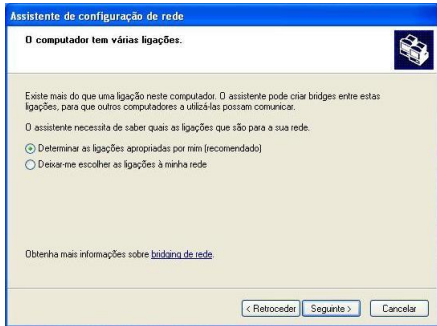 Assistente de configuração de rede
O computador tem várias ligações.
Existe mais do que uma ligação neste computador. O assistente pode criar bridges entre estas
ligações, para que outros computadores a utilizá-las possam comunicar.
O assistente necessita de saber quais as ligações que são para a sua rede.
Determinar as ligações apropriadas por mim (recomendado)
Deixar-me escolher as ligações à minha rede
Obtenha mais informações sobre bridging de rede.
< Retroceder Seguinte > Cancelar